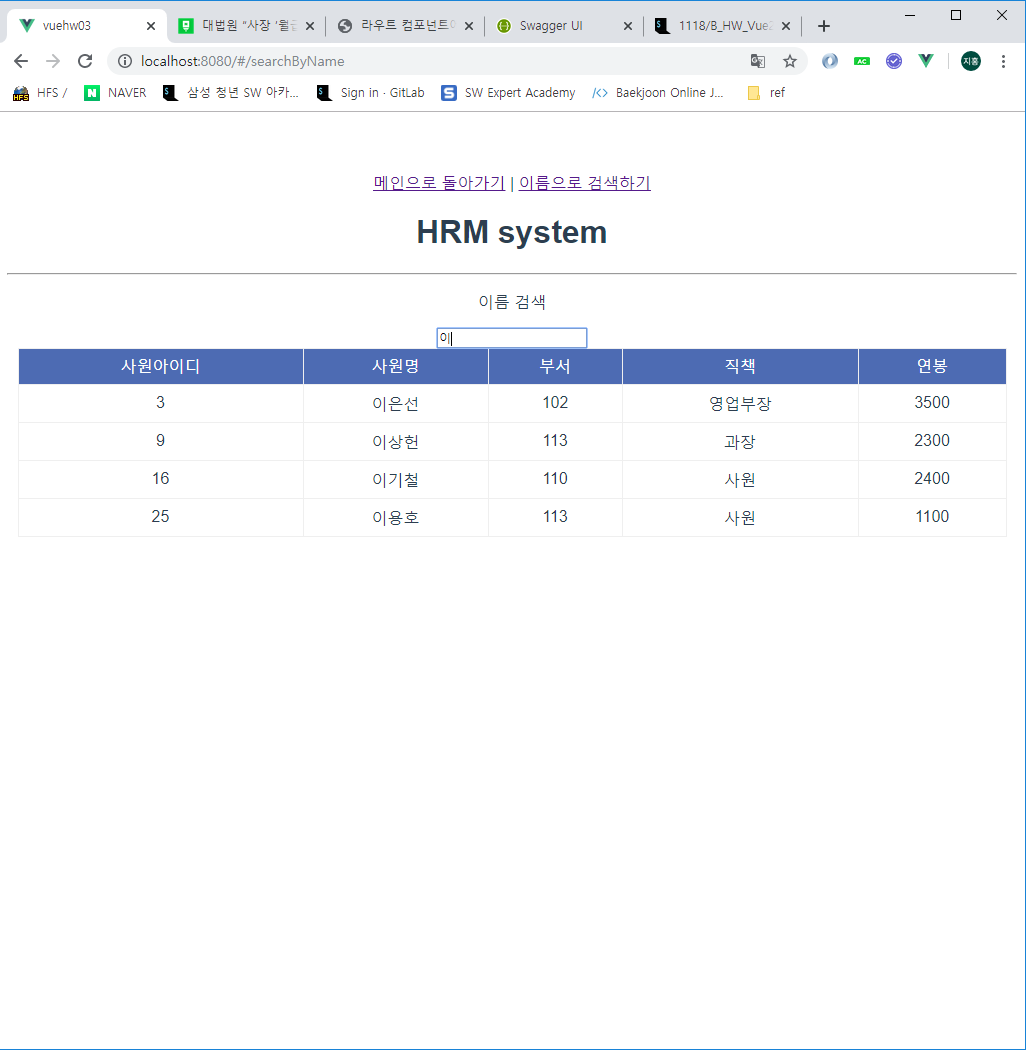 vuehw03 대법원 “사장 '월급 라우트 컴포넌트에 Swagger UI 1118/B_HW_Vue
localhost:8080/#/searchByName AC 지홍
HFS / NAVER 삼성 청년 SW 아카... Sign in · GitLab SW Expert Academy Baekjoon Online J... ref
메인으로 돌아가기 | 이름으로 검색하기
HRM system
이름 검색
이
사원아이디 사원명 부서 직책 연봉
3 이은선 102 영업부장 3500
9 이상헌 113 과장 2300
16 이기철 110 사원 2400
25 이용호 113 사원 1100